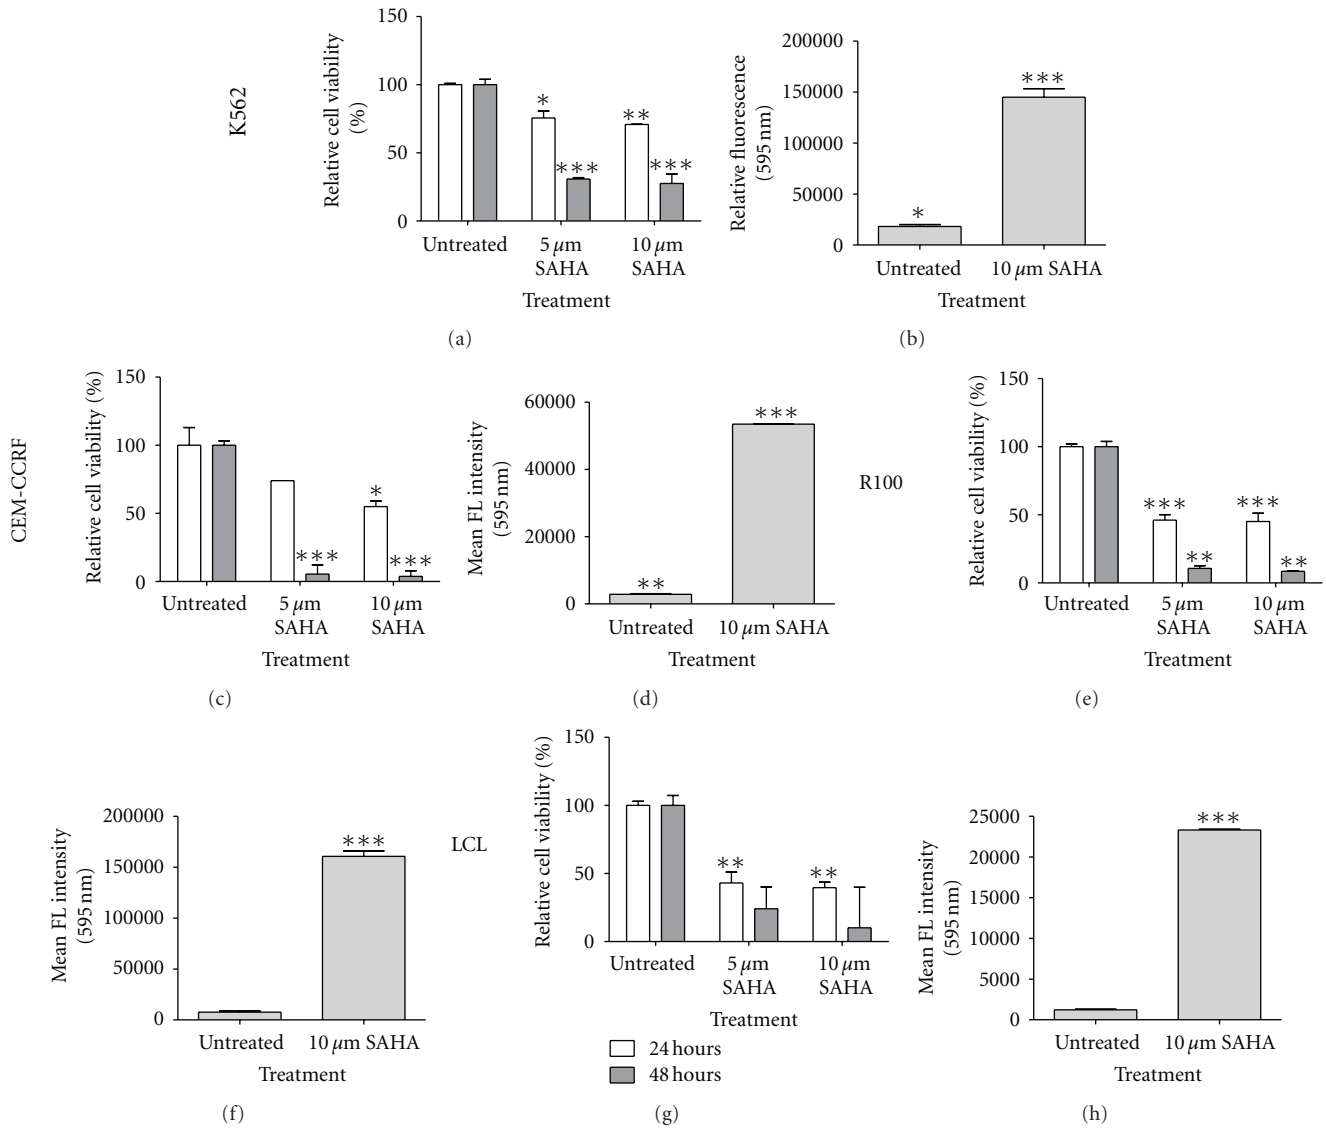 K562
Relative cell viability
(%)
150
100
50
0
*
**
***
***
Untreated
5 µm
SAHA
10 µm
SAHA
Treatment
(a)
Relative fluorescence
(595 nm)
200000
150000
100000
50000
0
*
***
Untreated
10 µm SAHA
Treatment
(b)
CEM-CCRF
Relative cell viability (%)
150
100
50
0
*
***
***
Untreated
5 µm
SAHA
10 µm
SAHA
Treatment
(c)
Mean FL intensity
(595 nm)
60000
40000
20000
0
**
***
Untreated
10 µm SAHA
Treatment
(d)
R100
Relative cell viability (%)
150
100
50
0
***
***
**
**
Untreated
5 µm
SAHA
10 µm
SAHA
Treatment
(e)
Mean FL intensity
(595 nm)
200000
150000
100000
50000
0
***
Untreated
10 µm SAHA
Treatment
(f)
LCL
Relative cell viability (%)
150
100
50
0
**
**
Untreated
5 µm
SAHA
10 µm
SAHA
Treatment
24 hours
48 hours
(g)
Mean FL intensity
(595 nm)
25000
20000
15000
10000
5000
0
***
Untreated
10 µm SAHA
Treatment
(h)